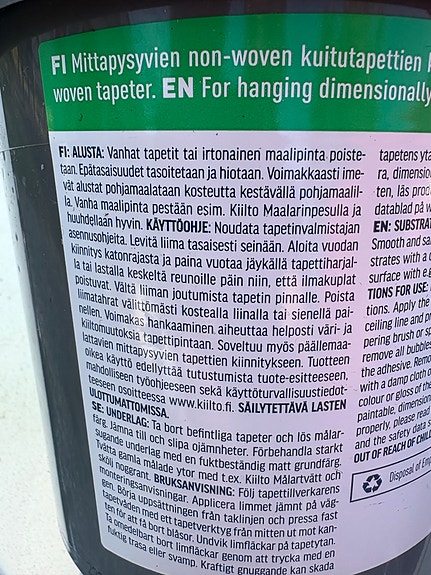 FI Mittapysyvien non-woven kuitutapettien
woven tapeter. EN For hanging dimensionally
FI: ALUSTA: Vanhat tapetit tai irtonainen maalipinta poiste-
taan. Epätasaisuudet tasoitetaan ja hiotaan. Voimakkaasti ime-
vät alustat pohjamaalataan kosteutta kestävällä pohjamaalil-
la. Vanha maalipinta pestään esim. Kiilto Maalarinpesulla ja
huuhdellaan hyvin. KÄYTTÖOHJE: Noudata tapetinvalmistajan
asennusohjeita. Levitä liima tasaisesti seinään. Aloita vuodan
kiinnitys katonrajasta ja paina vuotaa jäykällä tapettiharjal-
la tai lastalla keskeltä reunoille päin niin, että ilmakuplat
poistuvat. Vältä liiman joutumista tapetin pinnalle. Poista
liimatahrat välittömästi kostealla liinalla tai sienellä pai-
nellen. Voimakas hankaaminen aiheuttaa helposti väri- ja
kiiltomuutoksia tapettipintaan. Soveltuu myös päällemaa-
lattavien mittapysyvien tapettien kiinnitykseen. Tuotteen
oikea käyttö edellyttää tutustumista tuote-esitteeseen,
mahdolliseen työohjeeseen sekä käyttöturvallisuustiedot-
teeseen osoitteessa www.kiilto.fi. SÄILYTETTÄVÄ LASTEN
ULOTTUMATTOMISSA.
SE: UNDERLAG: Ta bort befintliga tapeter och lös målar-
färg. Jämna till och slipa ojämnheter. Förbehandla starkt
sugande underlag med en fuktbeständig matt grundfärg.
Tvätta gamla målade ytor med t.ex. Kiilto Målartvätt och
skölj noggrant. BRUKSANVISNING: Följ tapettillverkarens
monteringsanvisningar. Applicera limmet jämnt på väg-
gen. Börja uppsättningen från taklinjen och pressa fast
tapetvåden med ett tapetverktyg från mitten ut mot kan-
ten för att få bort blåsor. Undvik limfläckar på tapetytan.
Ta omedelbart bort limfläckar genom att trycka med en
fuktig trasa eller svamp. Kraftigt gnuggande kan skada
tapetens yta
ra, dimension
ten, läs prod
datablad på w
EN: SUBSTRAT
Smooth and sa
strates with a d
surface with e.g
TIONS FOR USE:
tions. Apply the
ceiling line and pr
pering brush or sp
remove all bubbles
the adhesive. Remov
with a damp cloth o
colour or gloss of the
paintable, dimension
properly, please read
and the safety data s
OUT OF REACH OF CHILD
Disposal of Emp